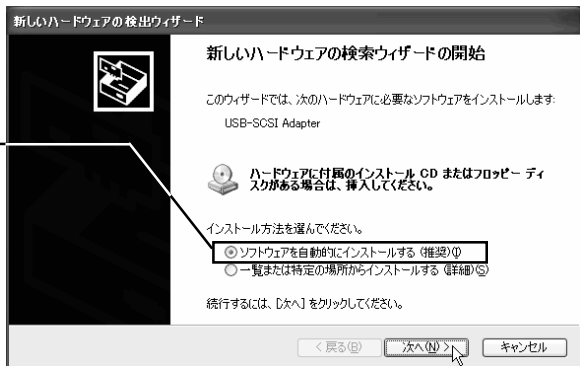 新しいハードウェアの検出ウィザード
新しいハードウェアの検索ウィザードの開始
このウィザードでは、次のハードウェアに必要なソフトウェアをインストールします:
USB-SCSI Adapter
ハードウェアに付属のインストール CD またはフロッピー ディ
スクがある場合は、挿入してください。
インストール方法を選んでください。
ソフトウェアを自動的にインストールする (推奨)(I)
一覧または特定の場所からインストールする (詳細)(S)
続行するには、[次へ] をクリックしてください。
< 戻る(B) 次へ(N) > キャンセル